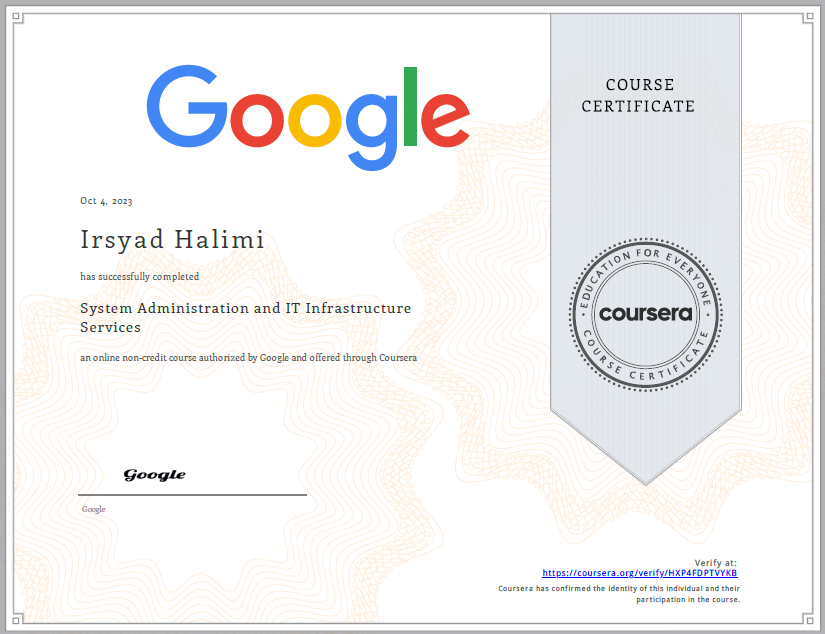 Google
COURSE
CERTIFICATE
Oct 4, 2023
Irsyad Halimi
has successfully completed
System Administration and IT Infrastructure
Services
an online non-credit course authorized by Google and offered through Coursera
EDUCATION FOR EVERYONE
coursera
COURSE CERTIFICATE
Google
Google
Verify at:
https://coursera.org/verify/HXP4FDPTVYKB
Coursera has confirmed the identity of this individual and their
participation in the course.